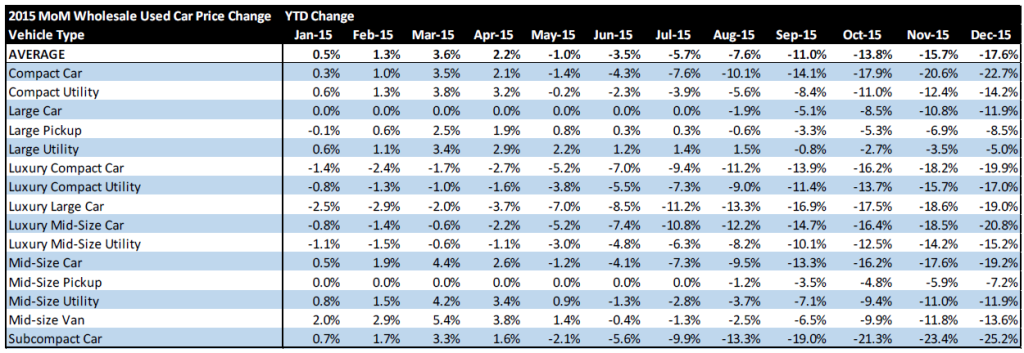 2015 MoM Wholesale Used Car Price Change YTD Change
Vehicle Type Jan-15 Feb-15 Mar-15 Apr-15 May-15 Jun-15 Jul-15 Aug-15 Sep-15 Oct-15 Nov-15 Dec-15
AVERAGE 0.5% 1.3% 3.6% 2.2% -1.0% -3.5% -5.7% -7.6% -11.0% -13.8% -15.7% -17.6%
Compact Car 0.3% 1.0% 3.5% 2.1% -1.4% -4.3% -7.6% -10.1% -14.1% -17.9% -20.6% -22.7%
Compact Utility 0.6% 1.3% 3.8% 3.2% -0.2% -2.3% -3.9% -5.6% -8.4% -11.0% -12.4% -14.2%
Large Car 0.0% 0.0% 0.0% 0.0% 0.0% 0.0% 0.0% -1.9% -5.1% -8.5% -10.8% -11.9%
Large Pickup -0.1% 0.6% 2.5% 1.9% 0.8% 0.3% 0.3% -0.6% -3.3% -5.3% -6.9% -8.5%
Large Utility 0.6% 1.1% 3.4% 2.9% 2.2% 1.2% 1.4% 1.5% -0.8% -2.7% -3.5% -5.0%
Luxury Compact Car -1.4% -2.4% -1.7% -2.7% -5.2% -7.0% -9.4% -11.2% -13.9% -16.2% -18.2% -19.9%
Luxury Compact Utility -0.8% -1.3% -1.0% -1.6% -3.8% -5.5% -7.3% -9.0% -11.4% -13.7% -15.7% -17.0%
Luxury Large Car -2.5% -2.9% -2.0% -3.7% -7.0% -8.5% -11.2% -13.3% -16.9% -17.5% -18.6% -19.0%
Luxury Mid-Size Car -0.8% -1.4% -0.6% -2.2% -5.2% -7.4% -10.8% -12.2% -14.7% -16.4% -18.5% -20.8%
Luxury Mid-Size Utility -1.1% -1.5% -0.6% -1.1% -3.0% -4.8% -6.3% -8.2% -10.1% -12.5% -14.2% -15.2%
Mid-Size Car 0.5% 1.9% 4.4% 2.6% -1.2% -4.1% -7.3% -9.5% -13.3% -16.2% -17.6% -19.2%
Mid-Size Pickup 0.0% 0.0% 0.0% 0.0% 0.0% 0.0% 0.0% -1.2% -3.5% -4.8% -5.9% -7.2%
Mid-Size Utility 0.8% 1.5% 4.2% 3.4% 0.9% -1.3% -2.8% -3.7% -7.1% -9.4% -11.0% -11.9%
Mid-size Van 2.0% 2.9% 5.4% 3.8% 1.4% -0.4% -1.3% -2.5% -6.5% -9.9% -11.8% -13.6%
Subcompact Car 0.7% 1.7% 3.3% 1.6% -2.1% -5.6% -9.9% -13.3% -19.0% -21.3% -23.4% -25.2%